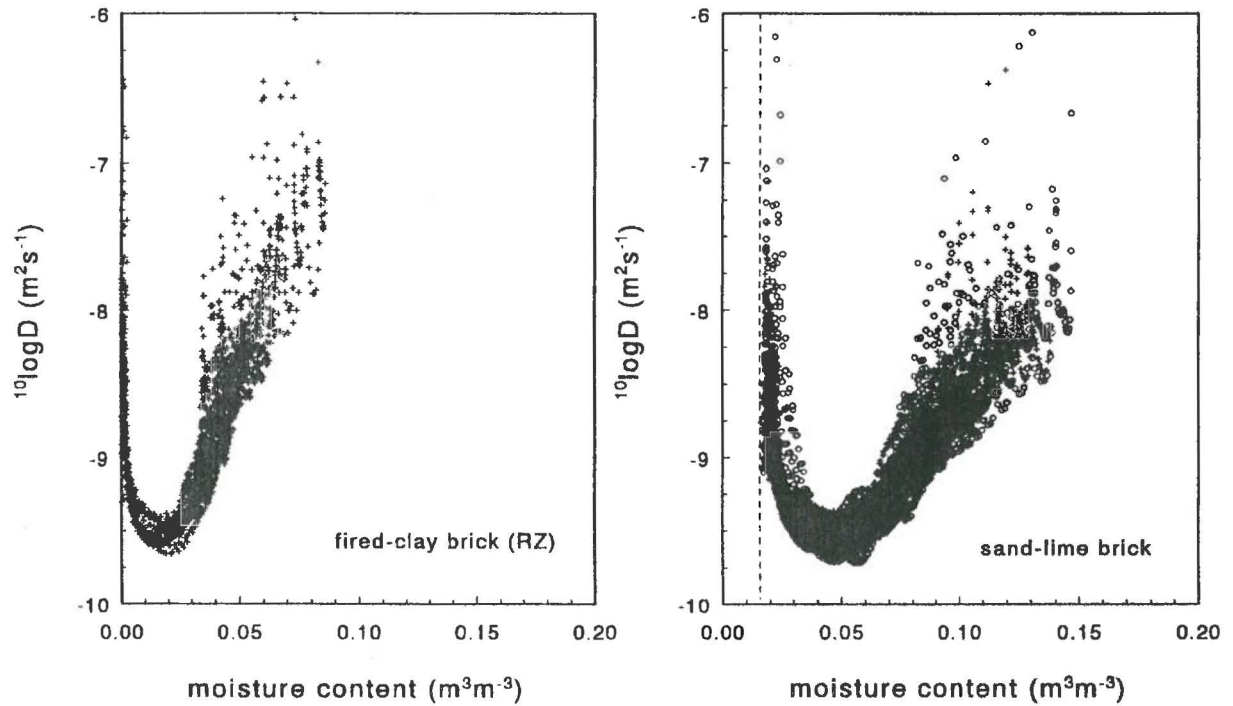 -6
-7
-8
-9
-10
¹⁰logD (m²s⁻¹)
fired-clay brick (RZ)
0.00 0.05 0.10 0.15 0.20
moisture content (m³m⁻³)
-6
-7
-8
-9
-10
¹⁰logD (m²s⁻¹)
sand-lime brick
0.00 0.05 0.10 0.15 0.20
moisture content (m³m⁻³)